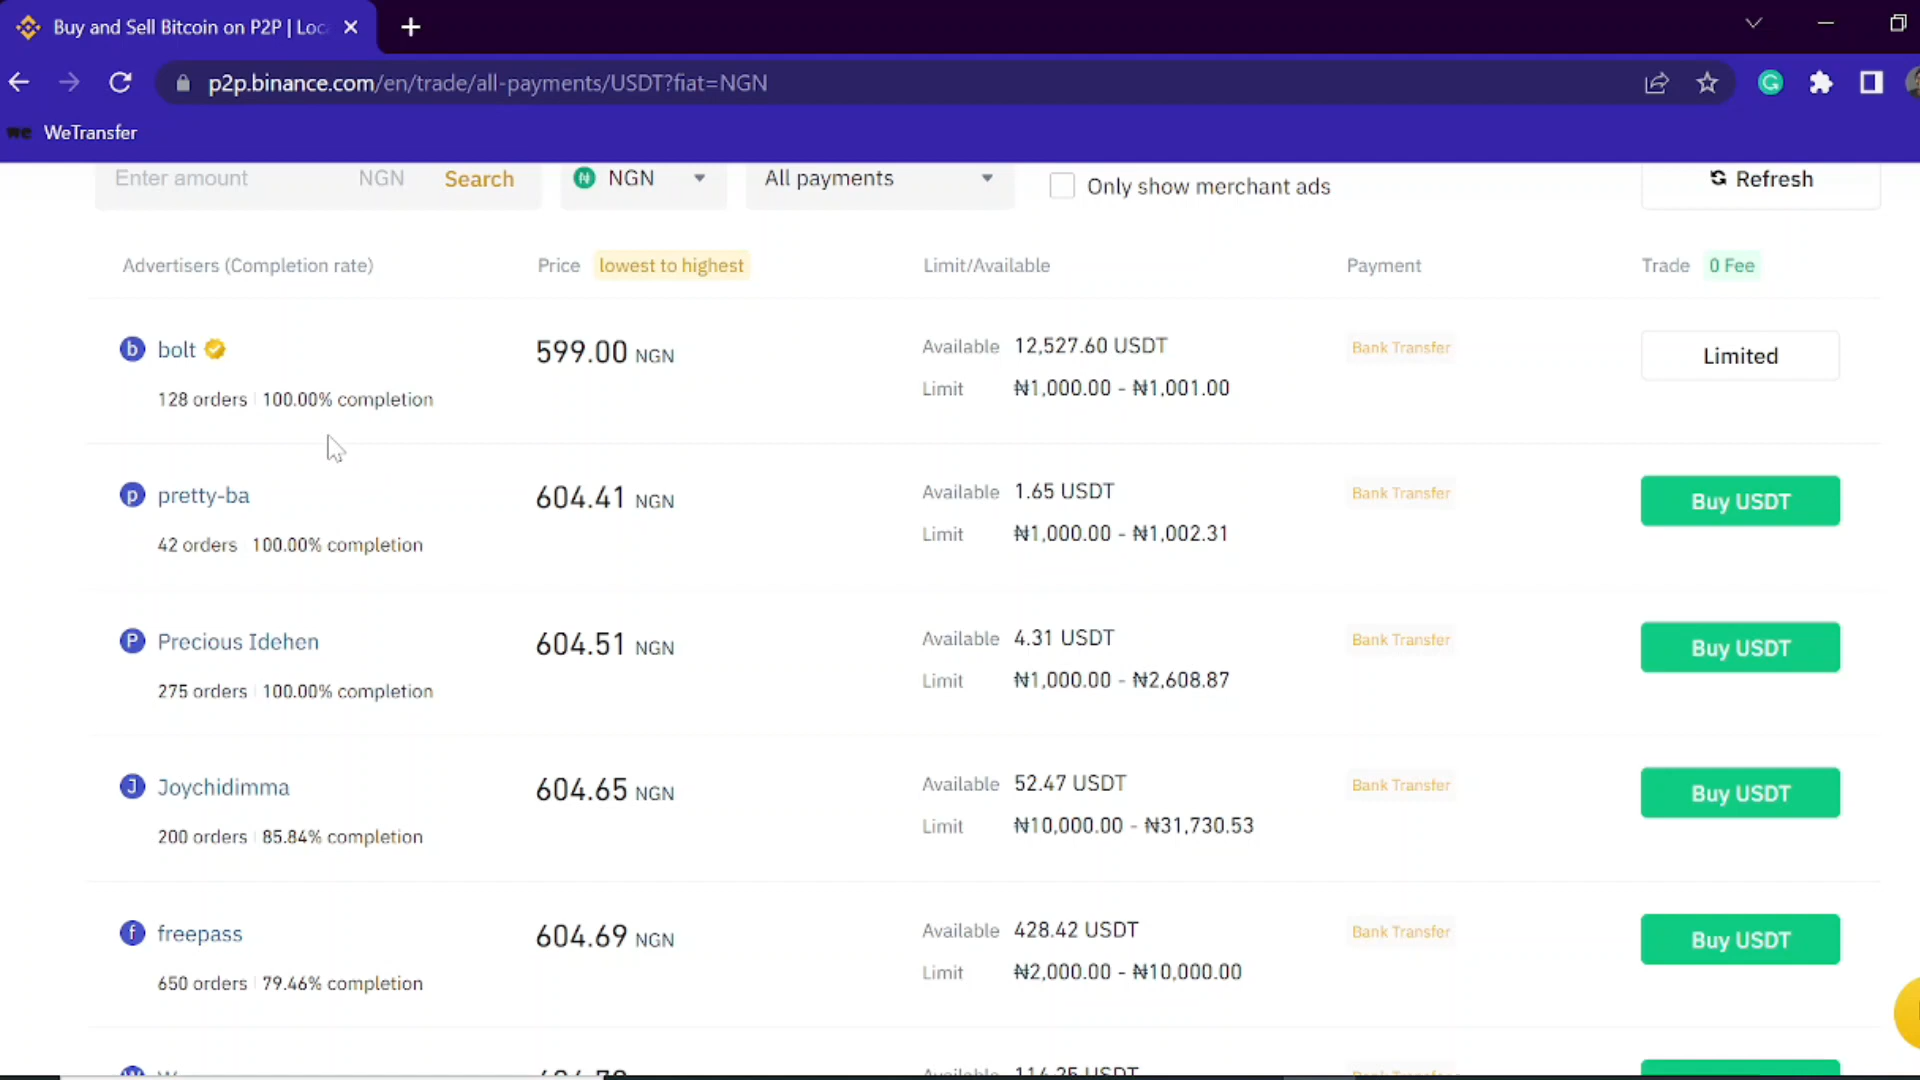 Buy and Sell Bitcoin on P2P | Loc
p2p.binance.com/en/trade/all-payments/USDT?fiat=NGN
we WeTransfer
Enter amount NGN Search NGN All payments Only show merchant ads Refresh
Advertisers (Completion rate) Price lowest to highest Limit/Available Payment Trade 0 Fee
b bolt 599.00 NGN Available 12,527.60 USDT Bank Transfer Limited
128 orders | 100.00% completion Limit ₦1,000.00 - ₦1,001.00
p pretty-ba 604.41 NGN Available 1.65 USDT Bank Transfer Buy USDT
42 orders 100.00% completion Limit ₦1,000.00 - ₦1,002.31
P Precious Idehen 604.51 NGN Available 4.31 USDT Bank Transfer Buy USDT
275 orders | 100.00% completion Limit ₦1,000.00 - ₦2,608.87
J Joychidimma 604.65 NGN Available 52.47 USDT Bank Transfer Buy USDT
200 orders | 85.84% completion Limit ₦10,000.00 - ₦31,730.53
f freepass 604.69 NGN Available 428.42 USDT Bank Transfer Buy USDT
650 orders | 79.46% completion Limit ₦2,000.00 - ₦10,000.00
Available 114.25 USDT